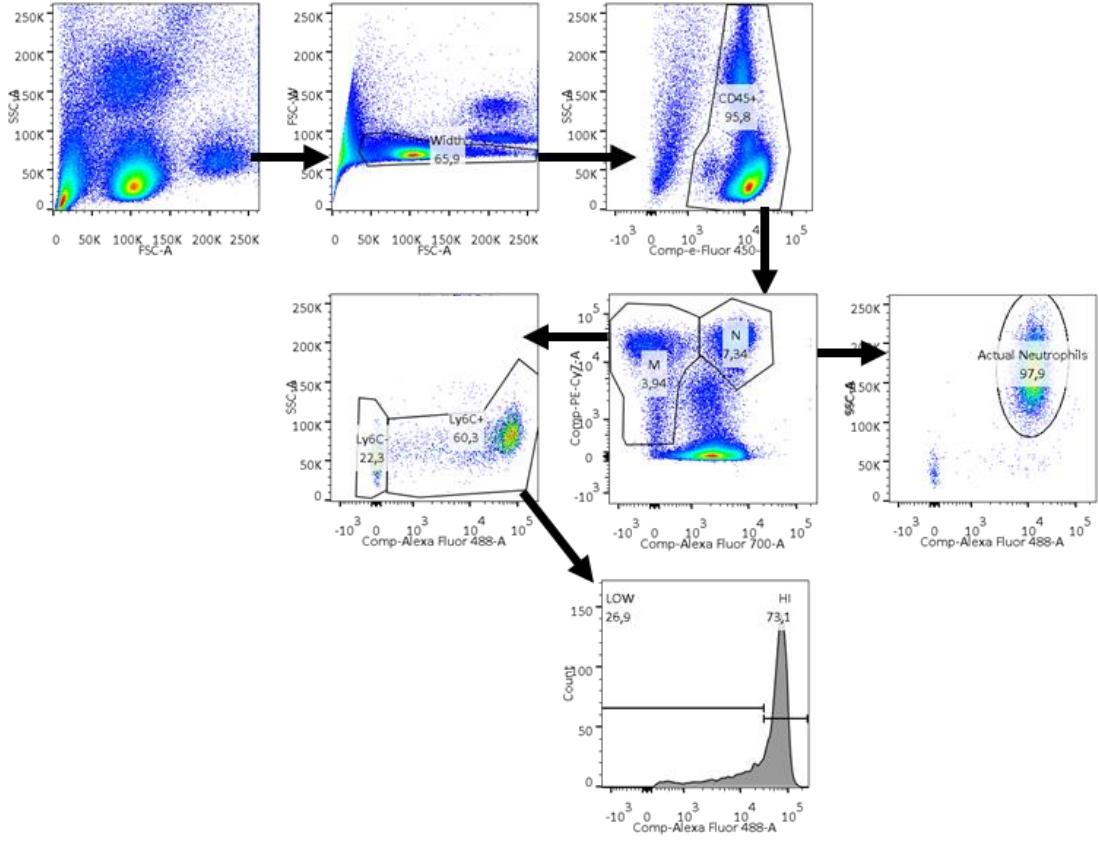 250K
200K
150K
100K
50K
0
SSC-A
0 50K 100K 150K 200K 250K
FSC-A
250K
200K
150K
100K
50K
0
FSC-W
Width
65,9
0 50K 100K 150K 200K 250K
FSC-A
250K
200K
150K
100K
50K
0
SSC-A
CD45+
95,8
-10³ 0 10³ 10⁴ 10⁵
Comp-e-Fluor 450-
250K
200K
150K
100K
50K
0
SSC-A
Ly6C-
22,3
Ly6C+
60,3
-10³ 0 10³ 10⁴ 10⁵
Comp-Alexa Fluor 488-A
10⁵
4
3
0
-10³
Comp-PE-Cy7-A
M
3,94
N
7,34
-10³ 0 10³ 10⁴ 10⁵
Comp-Alexa Fluor 700-A
250K
200K
150K
100K
50K
0
SSC-A
Actual Neutrophils
97,9
-10³ 0 10³ 10⁴ 10⁵
Comp-Alexa Fluor 488-A
150
100
50
0
Count
LOW
26,9
HI
73,1
-10³ 0 10³ 10⁴ 10⁵
Comp-Alexa Fluor 488-A